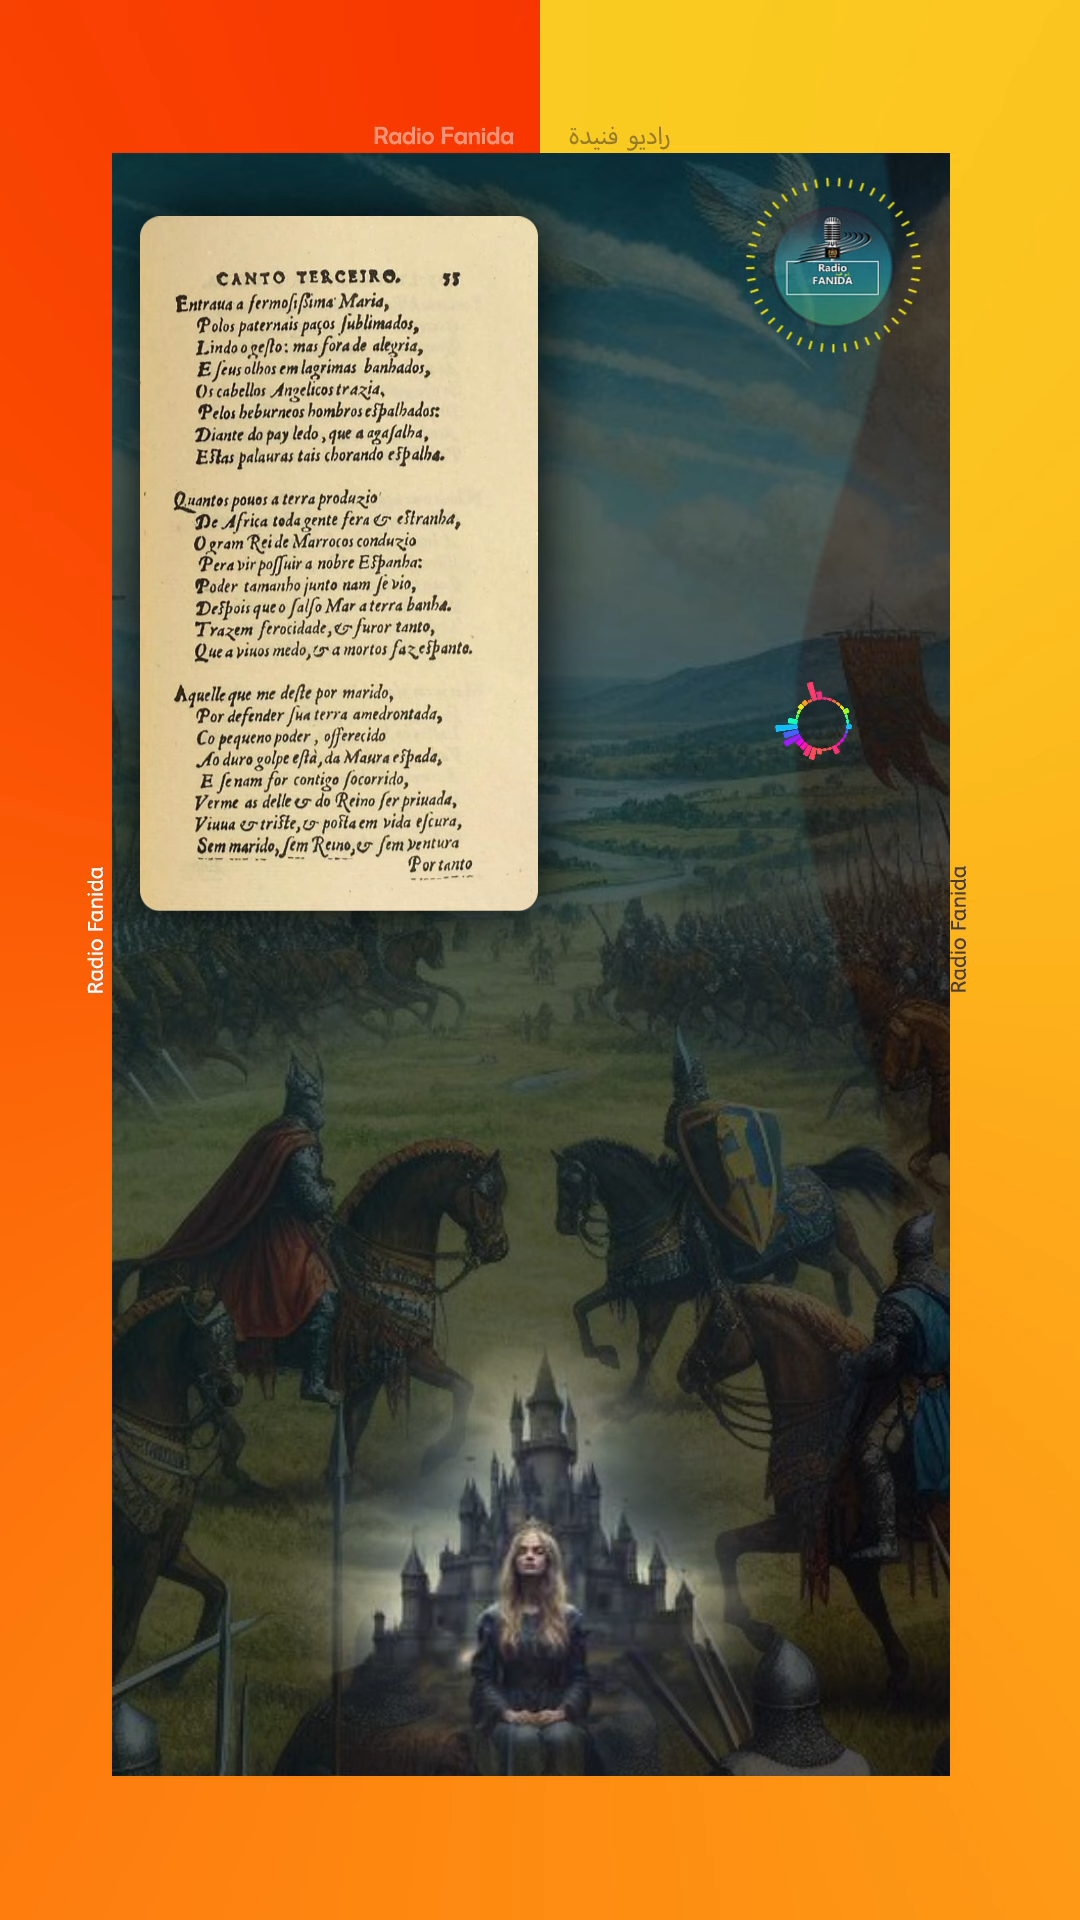 Radio Fanida
راديو فنيدة
Radio
FANIDA
CANTO TERCEIRO. 55
Entraua a fermosißima Maria,
Polos paternais paços ſublimados,
Lindo o geſto: mas fora de alegria,
E ſeus olhos em lagrimas banhados,
Os cabellos Angelicos trazia,
Pelos heburneos hombros eſpalhados:
Diante do pay ledo, que a agaſalha,
Eſtas palauras tais chorando eſpalha.
Quantos pouos a terra produzio
De Africa toda gente fera & eſtranha,
O gram Rei de Marrocos conduzio
Pera vir poſſuir a nobre Eſpanha:
Poder tamanho junto nam ſe vio,
Deſpois que o ſalſo Mar a terra banha.
Trazem ferocidade, & furor tanto,
Que a viuos medo, & a mortos faz eſpanto.
Aquelle que me deſte por marido,
Por defender ſua terra amedrontada,
Co pequeno poder, offerecido
Ao duro golpe eſtà, da Maura eſpada,
E ſe nam for contigo ſocorrido,
Verme as delle & do Reino ſer priuada,
Viuua & triſte, & poſta em vida eſcura,
Sem marido, ſem Reino, & ſem ventura
Por tanto
Radio Fanida
Radio Fanida